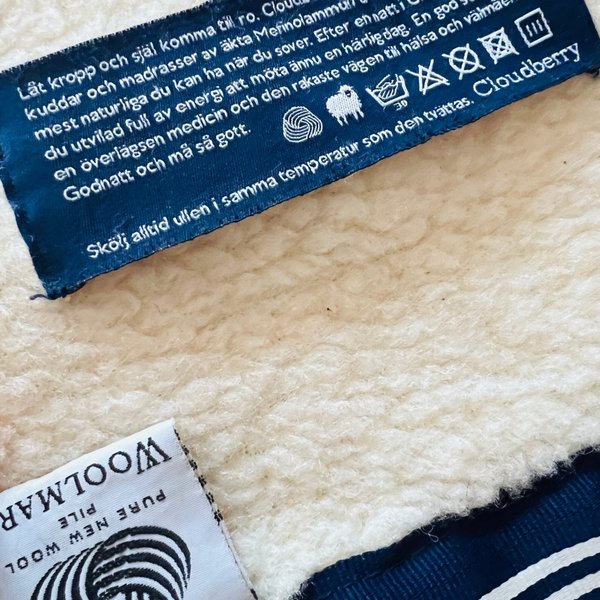 Låt kropp och själ komma till ro. Cloudb
kuddar och madrasser av äkta Merinolammull
mest naturliga du kan ha när du sover. Efter en natt i C
du utvilad full av energi att möta ännu en härlig dag. En god s
en överlägsen medicin och den rakaste vägen till hälsa och välmåe
Godnatt och må så gott.
30
Cloudberry
Skölj alltid ullen i samma temperatur som den tvättas.
WOOLMAR
PURE NEW WOOL
PILE